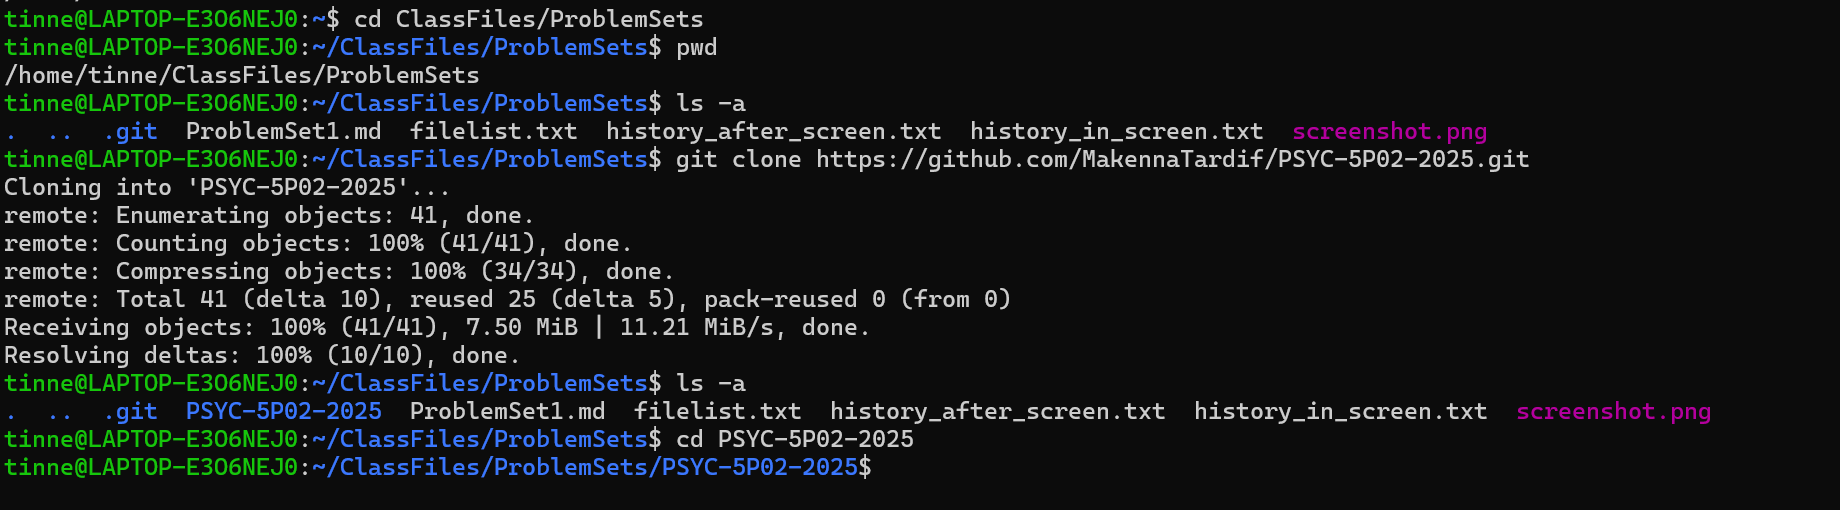 tinne@LAPTOP-E3O6NEJ0:~$ cd ClassFiles/ProblemSets
tinne@LAPTOP-E3O6NEJ0:~/ClassFiles/ProblemSets$ pwd
/home/tinne/ClassFiles/ProblemSets
tinne@LAPTOP-E3O6NEJ0:~/ClassFiles/ProblemSets$ ls -a
.  ..  .git  ProblemSet1.md  filelist.txt  history_after_screen.txt  history_in_screen.txt  screenshot.png
tinne@LAPTOP-E3O6NEJ0:~/ClassFiles/ProblemSets$ git clone https://github.com/MakennaTardif/PSYC-5P02-2025.git
Cloning into 'PSYC-5P02-2025'...
remote: Enumerating objects: 41, done.
remote: Counting objects: 100% (41/41), done.
remote: Compressing objects: 100% (34/34), done.
remote: Total 41 (delta 10), reused 25 (delta 5), pack-reused 0 (from 0)
Receiving objects: 100% (41/41), 7.50 MiB | 11.21 MiB/s, done.
Resolving deltas: 100% (10/10), done.
tinne@LAPTOP-E3O6NEJ0:~/ClassFiles/ProblemSets$ ls -a
.  ..  .git  PSYC-5P02-2025  ProblemSet1.md  filelist.txt  history_after_screen.txt  history_in_screen.txt  screenshot.png
tinne@LAPTOP-E3O6NEJ0:~/ClassFiles/ProblemSets$ cd PSYC-5P02-2025
tinne@LAPTOP-E3O6NEJ0:~/ClassFiles/ProblemSets/PSYC-5P02-2025$